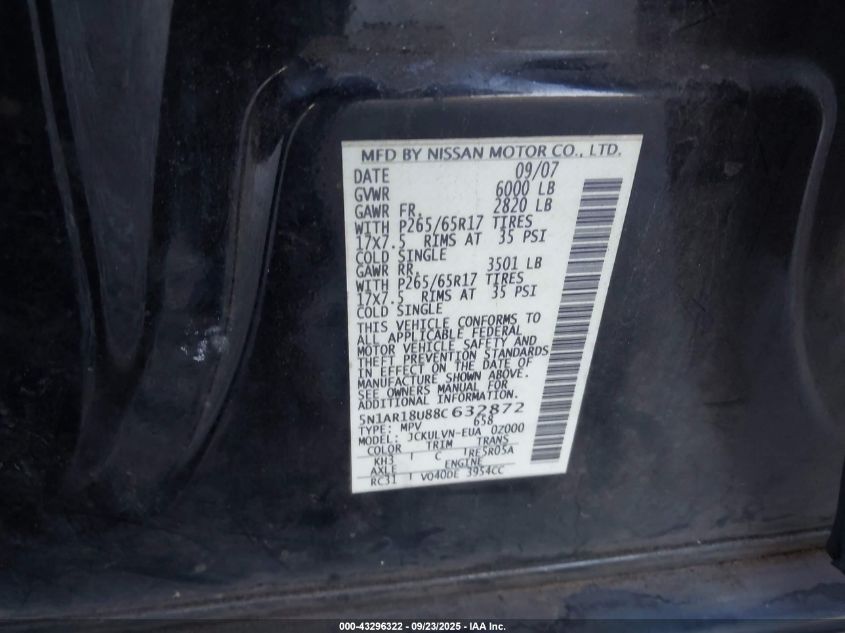 MFD BY NISSAN MOTOR CO., LTD.
DATE 09/07
GVWR 6000 LB
GAWR FR. 2820 LB
WITH P265/65R17 TIRES
17X7.5 RIMS AT 35 PSI
COLD SINGLE
GAWR RR. 3501 LB
WITH P265/65R17 TIRES
17X7.5 RIMS AT 35 PSI
COLD SINGLE
THIS VEHICLE CONFORMS TO
ALL APPLICABLE FEDERAL
MOTOR VEHICLE SAFETY AND
THEFT PREVENTION STANDARDS
IN EFFECT ON THE DATE OF
MANUFACTURE SHOWN ABOVE.
SEE OWNERS MANUAL FOR
ADDITIONAL INFORMATION.
5N1AR18U88C632872
TYPE: MPV 658
MODEL: JCKULVN-EUA 0Z000
COLOR TRIM TRANS
KH3 C RE5R05A
AXLE ENGINE
RC31 VQ40DE 3954CC
000-43296322 - 09/23/2025 - IAA Inc.